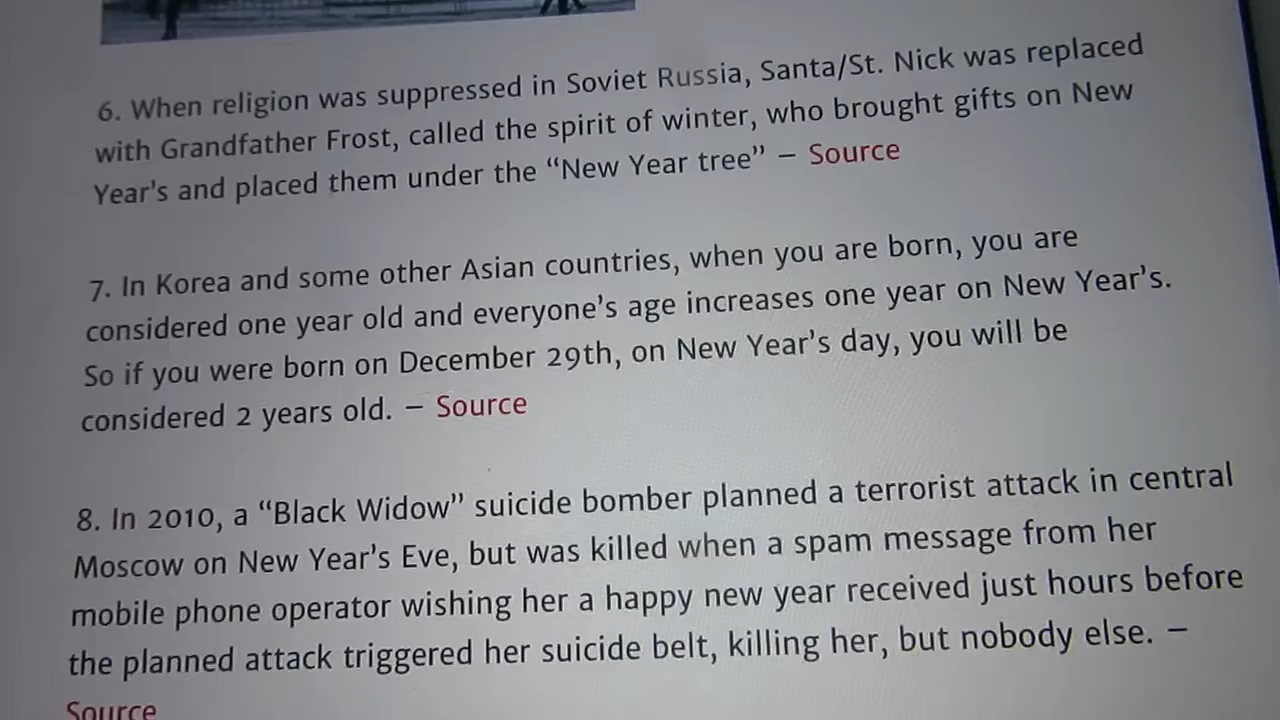 6. When religion was suppressed in Soviet Russia, Santa/St. Nick was replaced
with Grandfather Frost, called the spirit of winter, who brought gifts on New
Year's and placed them under the “New Year tree” – Source
7. In Korea and some other Asian countries, when you are born, you are
considered one year old and everyone’s age increases one year on New Year’s.
So if you were born on December 29th, on New Year’s day, you will be
considered 2 years old. – Source
8. In 2010, a “Black Widow” suicide bomber planned a terrorist attack in central
Moscow on New Year’s Eve, but was killed when a spam message from her
mobile phone operator wishing her a happy new year received just hours before
the planned attack triggered her suicide belt, killing her, but nobody else. –
Source